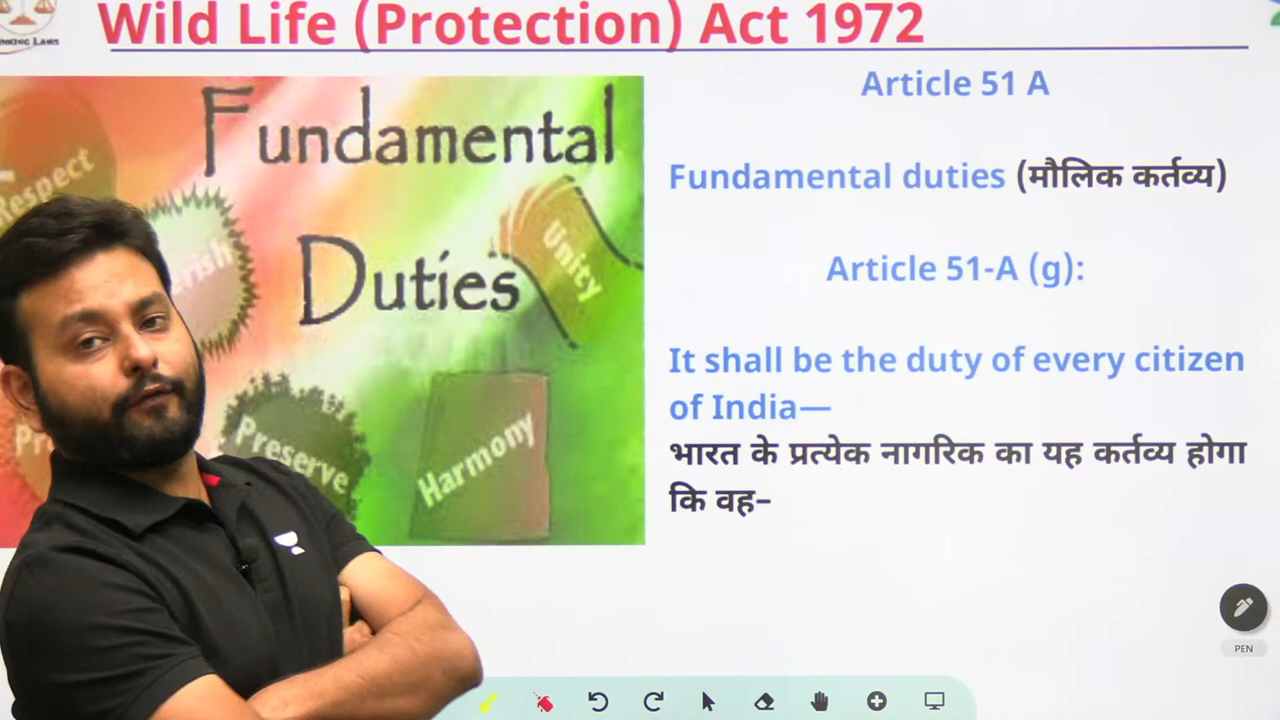 Wild Life (Protection) Act 1972
Respect
Fundamental
Duties
Unity
Preserve
Harmony
Article 51 A
Fundamental duties (मौलिक कर्तव्य)
Article 51-A (g):
It shall be the duty of every citizen
of India—
भारत के प्रत्येक नागरिक का यह कर्तव्य होगा
कि वह–
PEN